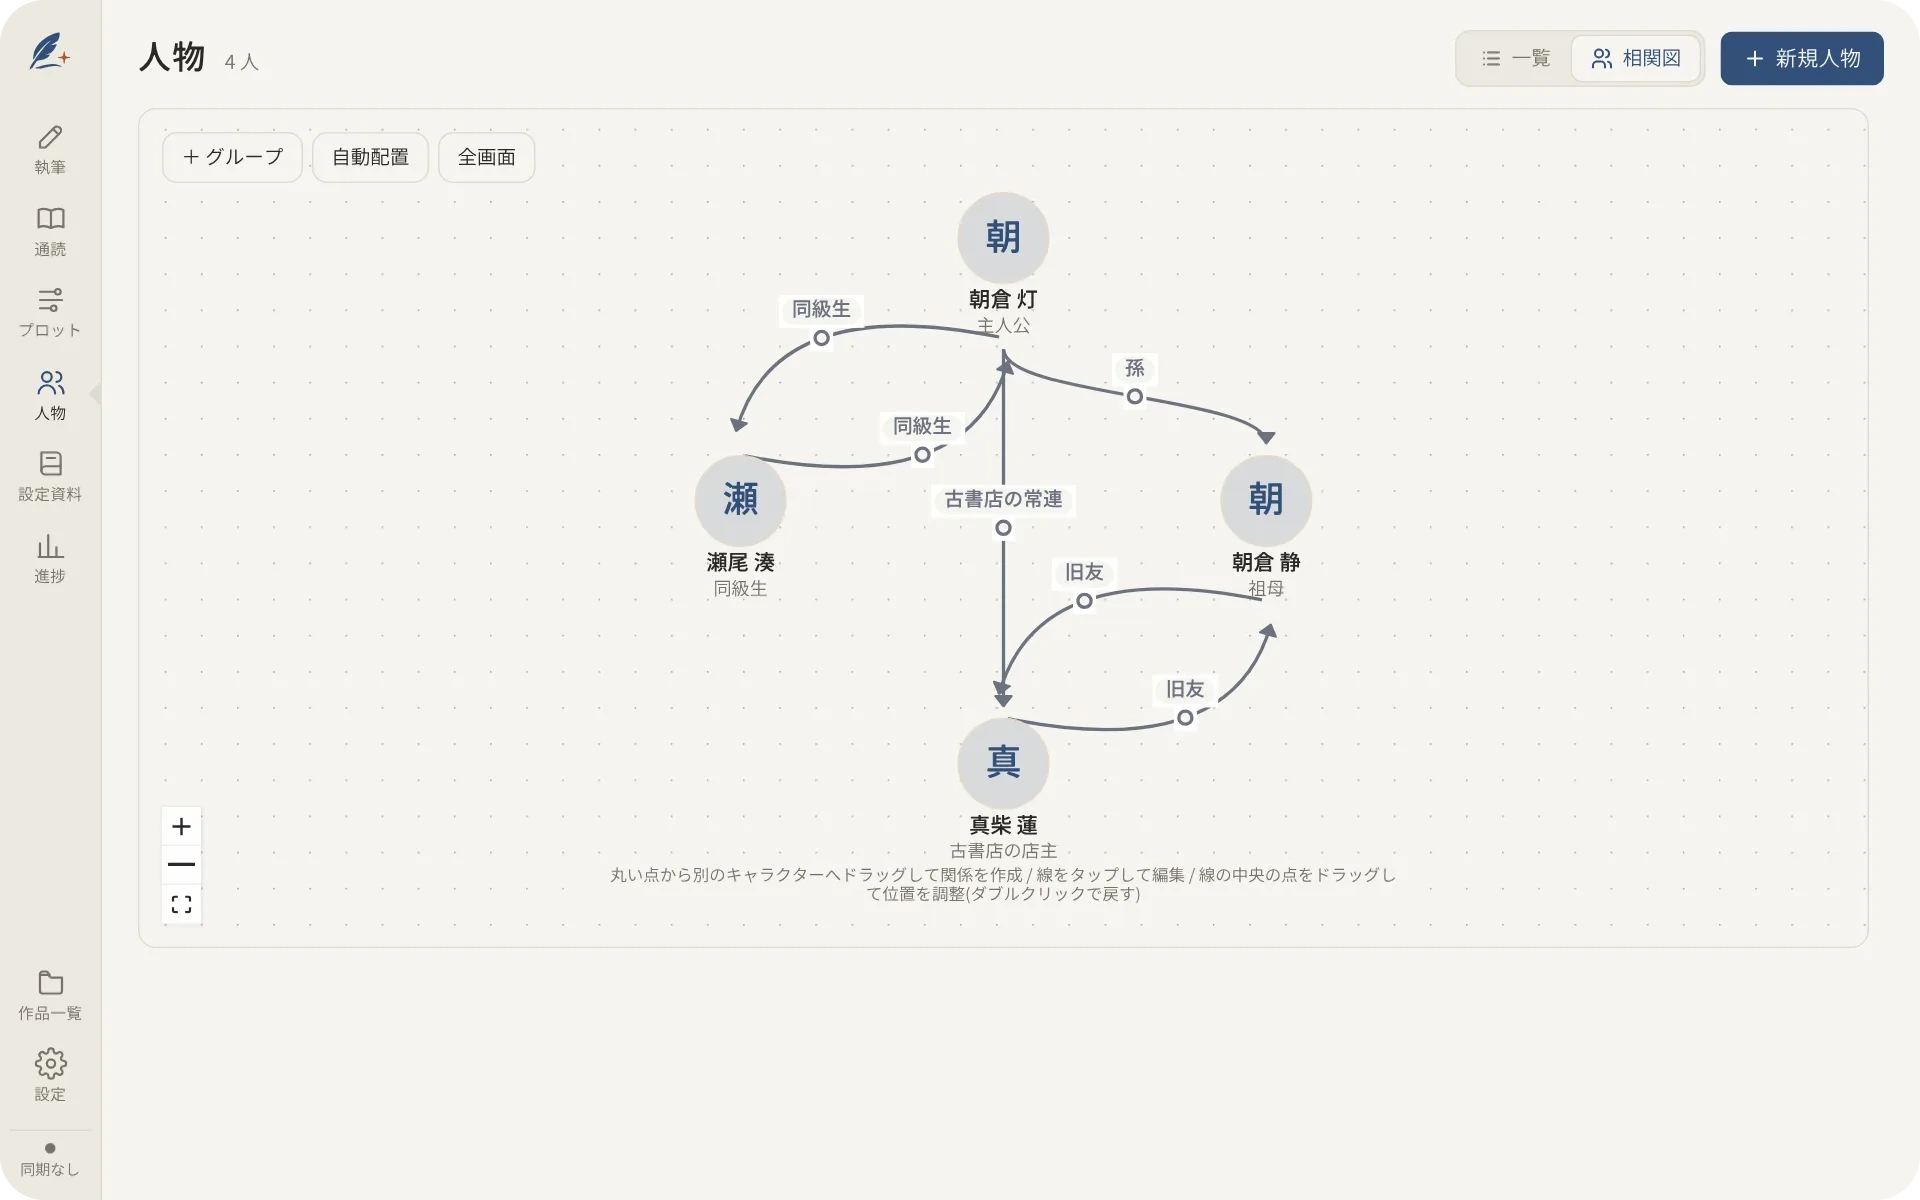 人物
4 人
一覧
相関図
+ 新規人物
執筆
通読
プロット
人物
設定資料
進捗
作品一覧
設定
同期なし
+ グループ
自動配置
全画面
朝
朝倉 灯
主人公
同級生
孫
同級生
瀬
瀬尾 湊
同級生
古書店の常連
朝
朝倉 静
祖母
旧友
旧友
真
真柴 蓮
古書店の店主
丸い点から別のキャラクターへドラッグして関係を作成 / 線をタップして編集 / 線の中央の点をドラッグし
て位置を調整(ダブルクリックで戻す)